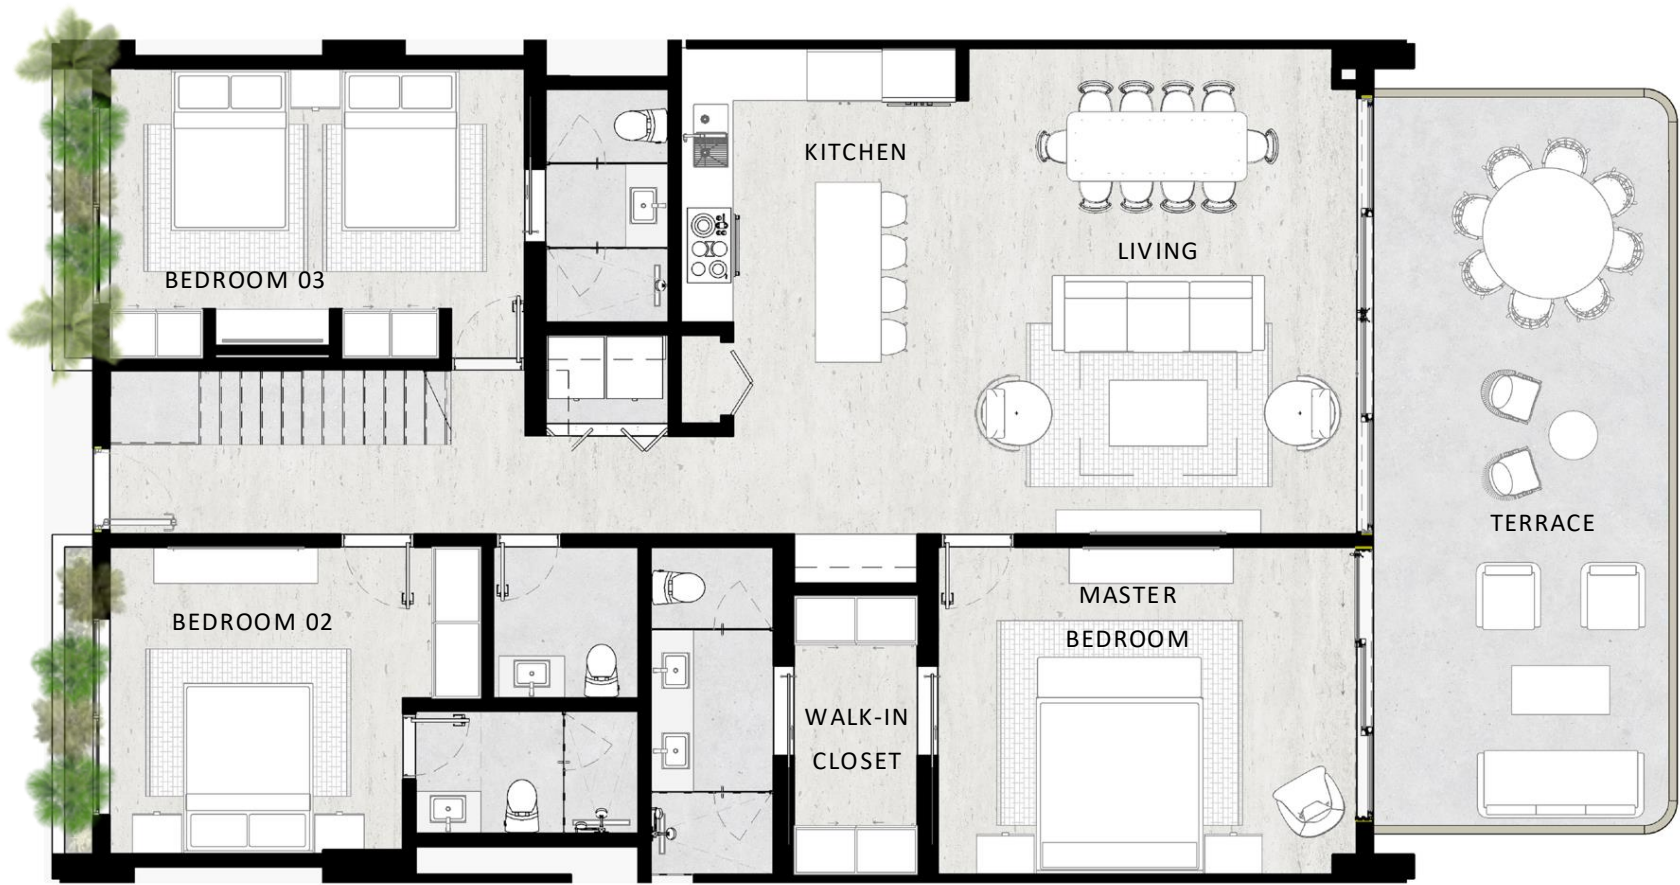 KITCHEN
LIVING
BEDROOM 03
TERRACE
MASTER
BEDROOM
BEDROOM 02
WALK-IN
CLOSET